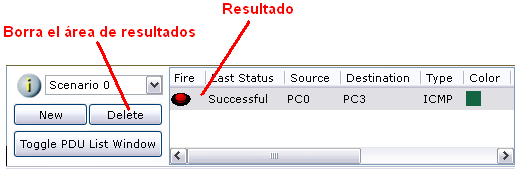 Resultado
Borra el área de resultados
Scenario 0
Fire Last Status Source Destination Type Color
Successful PC0 PC3 ICMP
New Delete
Toggle PDU List Window